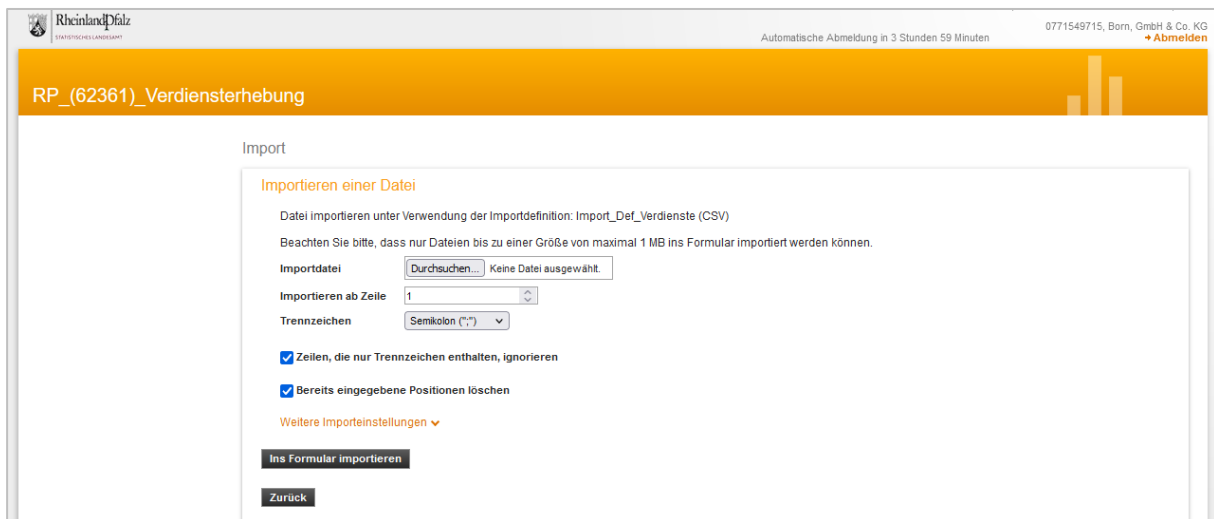 RheinlandPfalz
STATISTISCHES LANDESAMT
Automatische Abmeldung in 3 Stunden 59 Minuten
0771549715, Born, GmbH & Co. KG
Abmelden
RP_(62361)_Verdiensterhebung
Import
Importieren einer Datei
Datei importieren unter Verwendung der Importdefinition: Import_Def_Verdienste (CSV)
Beachten Sie bitte, dass nur Dateien bis zu einer Größe von maximal 1 MB ins Formular importiert werden können.
Importdatei Durchsuchen... Keine Datei ausgewählt.
Importieren ab Zeile 1
Trennzeichen Semikolon (";")
Zeilen, die nur Trennzeichen enthalten, ignorieren
Bereits eingegebene Positionen löschen
Weitere Importeinstellungen
Ins Formular importieren
Zurück